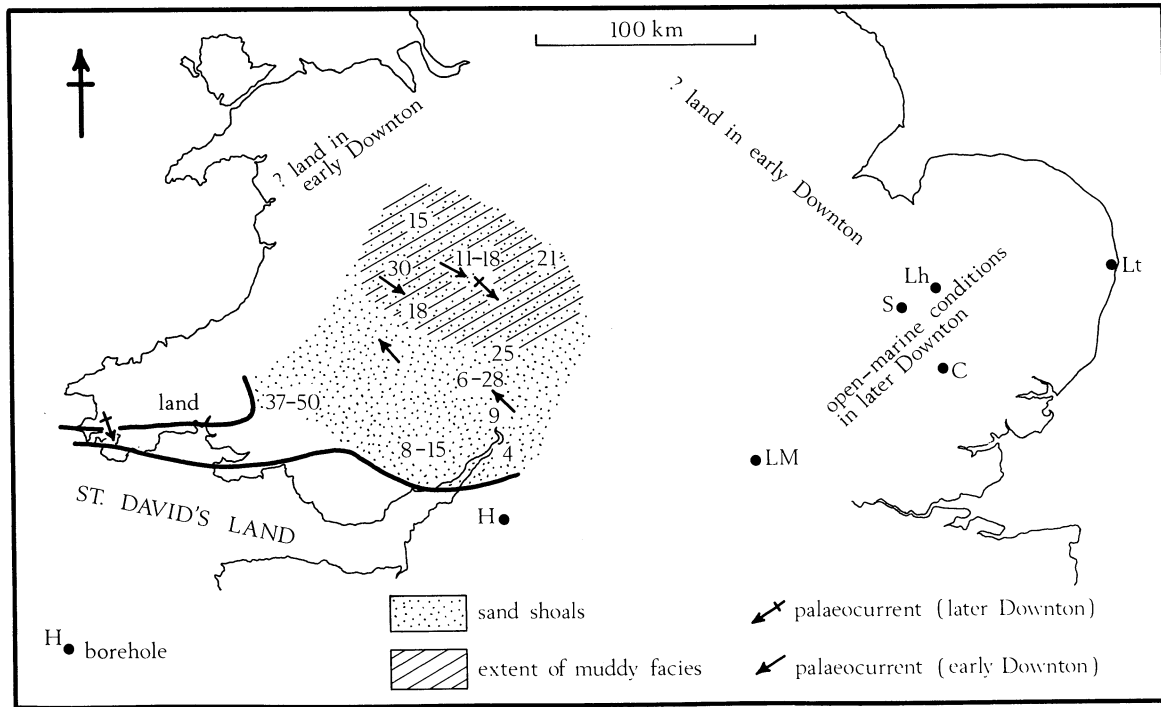 100 km
? land in
early Downton
? land in early Downton
15
11-18
21
30
18
25
6-28
9
37-50
8-15
4
land
ST. DAVID'S LAND
H
Lt
Lh
S
open-marine conditions
in later Downton
C
LM
H
borehole
sand shoals
extent of muddy facies
palaeocurrent (later Downton)
palaeocurrent (early Downton)